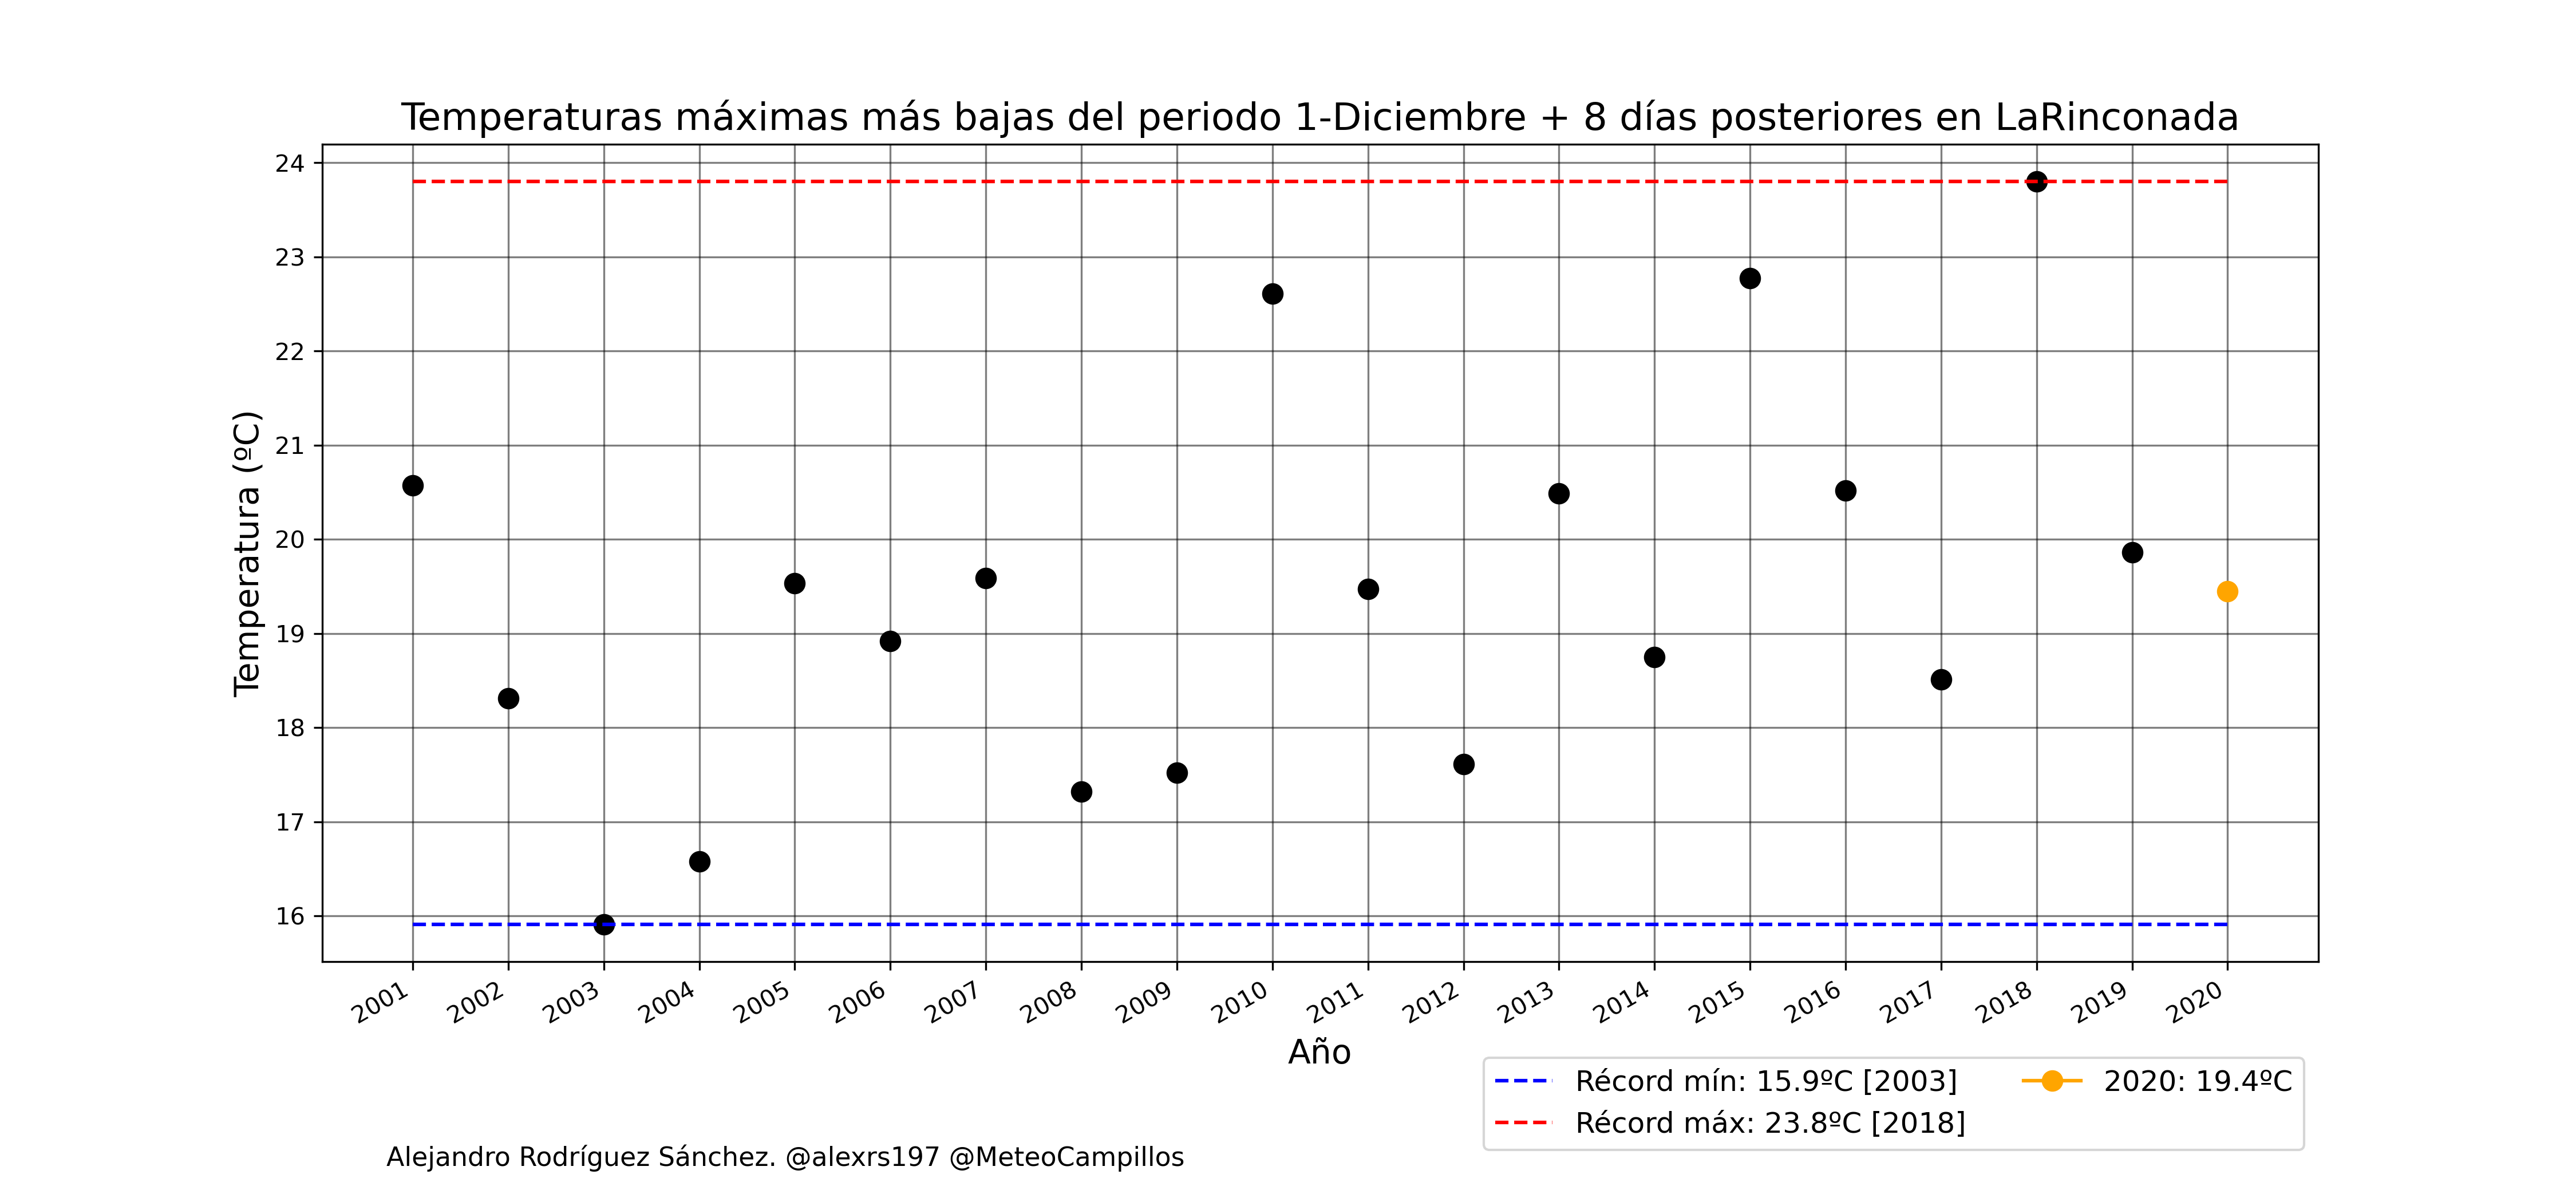 Temperaturas máximas más bajas del periodo 1-Diciembre + 8 días posteriores en LaRinconada
Temperatura (ºC)
24
23
22
21
20
19
18
17
16
2001 2002 2003 2004 2005 2006 2007 2008 2009 2010 2011 2012 2013 2014 2015 2016 2017 2018 2019 2020
Año
Récord mín: 15.9ºC [2003]
Récord máx: 23.8ºC [2018]
2020: 19.4ºC
Alejandro Rodríguez Sánchez. @alexrs197 @MeteoCampillos